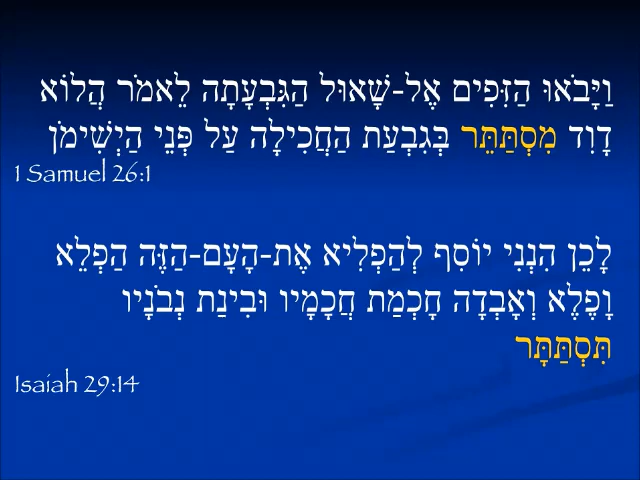 וַיָּבֹאוּ הַזִּפִים אֶל-שָׁאוּל הַגִּבְעָתָה לֵאמֹר הֲלוֹא
דָוִד מִסְתַּתֵּר בְּגִבְעַת הַחֲכִילָה עַל פְּנֵי הַיְשִׁימֹן
1 Samuel 26:1
לָכֵן הִנְנִי יוֹסִף לְהַפְלִיא אֶת-הָעָם-הַזֶּה הַפְלֵא
וָפֶלֶא וְאָבְדָה חָכְמַת חֲכָמָיו וּבִינַת נְבֹנָיו
תִּסְתַּתָּר
Isaiah 29:14